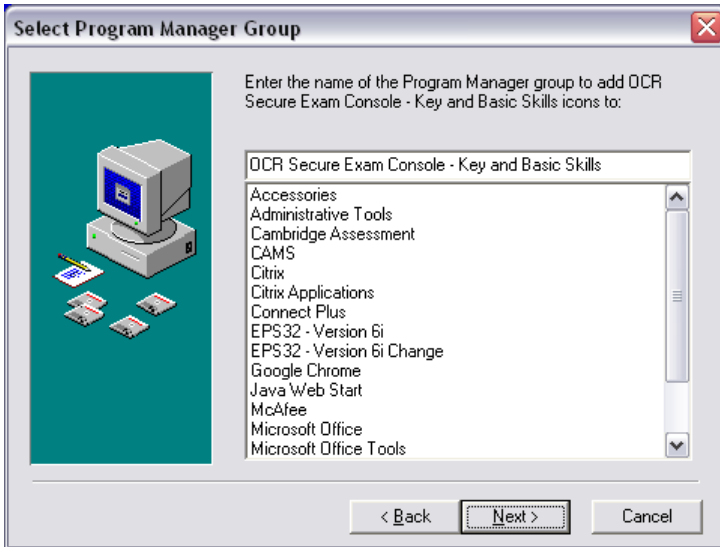 Select Program Manager Group
Enter the name of the Program Manager group to add OCR
Secure Exam Console - Key and Basic Skills icons to:
OCR Secure Exam Console - Key and Basic Skills
Accessories
Administrative Tools
Cambridge Assessment
CAMS
Citrix
Citrix Applications
Connect Plus
EPS32 - Version 6i
EPS32 - Version 6i Change
Google Chrome
Java Web Start
McAfee
Microsoft Office
Microsoft Office Tools
< Back
Next >
Cancel